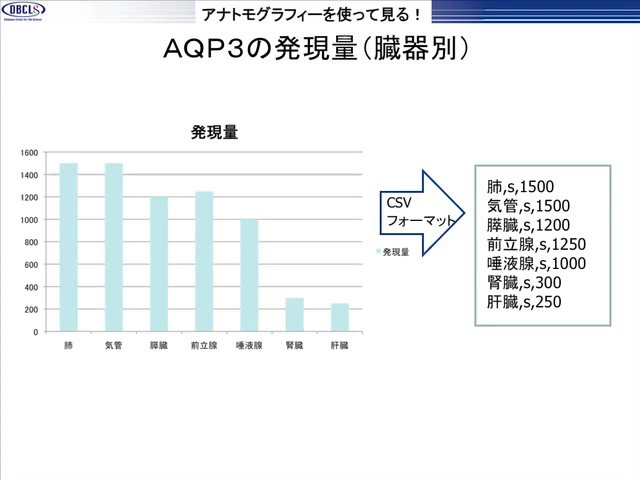 DBCLS
アナトモグラフィーを使って見る！
AQP3の発現量（臓器別）
発現量
1600
1400
1200
1000
800
600
400
200
0
肺 気管 膵臓 前立腺 唾液腺 腎臓 肝臓
発現量
CSV
フォーマット
肺,s,1500
気管,s,1500
膵臓,s,1200
前立腺,s,1250
唾液腺,s,1000
腎臓,s,300
肝臓,s,250